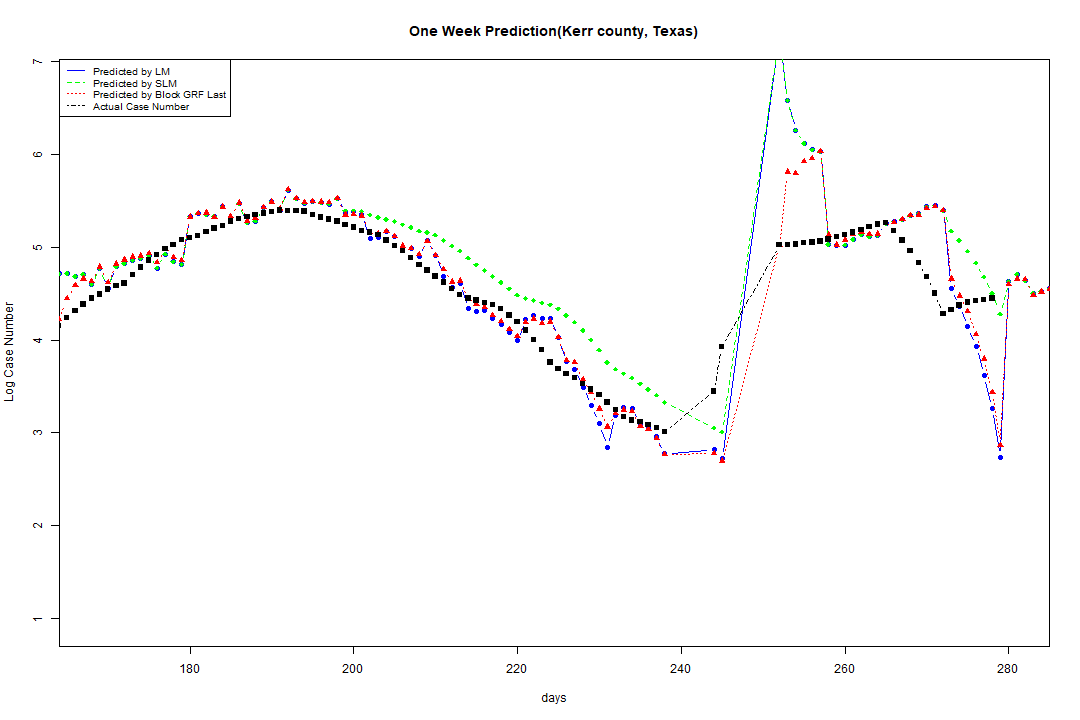 One Week Prediction(Kerr county, Texas)
Predicted by LM
Predicted by SLM
Predicted by Block GRF Last
Actual Case Number
7
6
5
4
3
2
1
Log Case Number
180 200 220 240 260 280
days